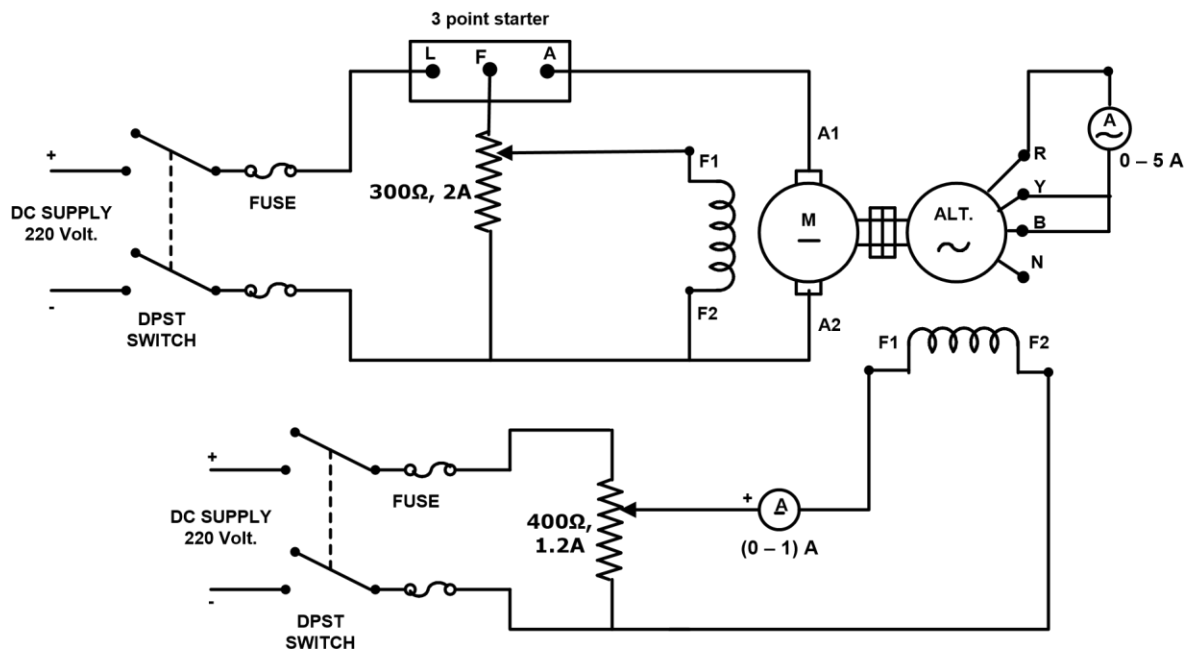 3 point starter
L
F
A
+
DC SUPPLY
220 Volt.
-
DPST
SWITCH
FUSE
300Ω, 2A
F1
F2
A1
M
A2
ALT.
R
Y
B
N
A
0 – 5 A
F1
F2
+
DC SUPPLY
220 Volt.
-
DPST
SWITCH
FUSE
400Ω,
1.2A
+
A
(0 – 1) A